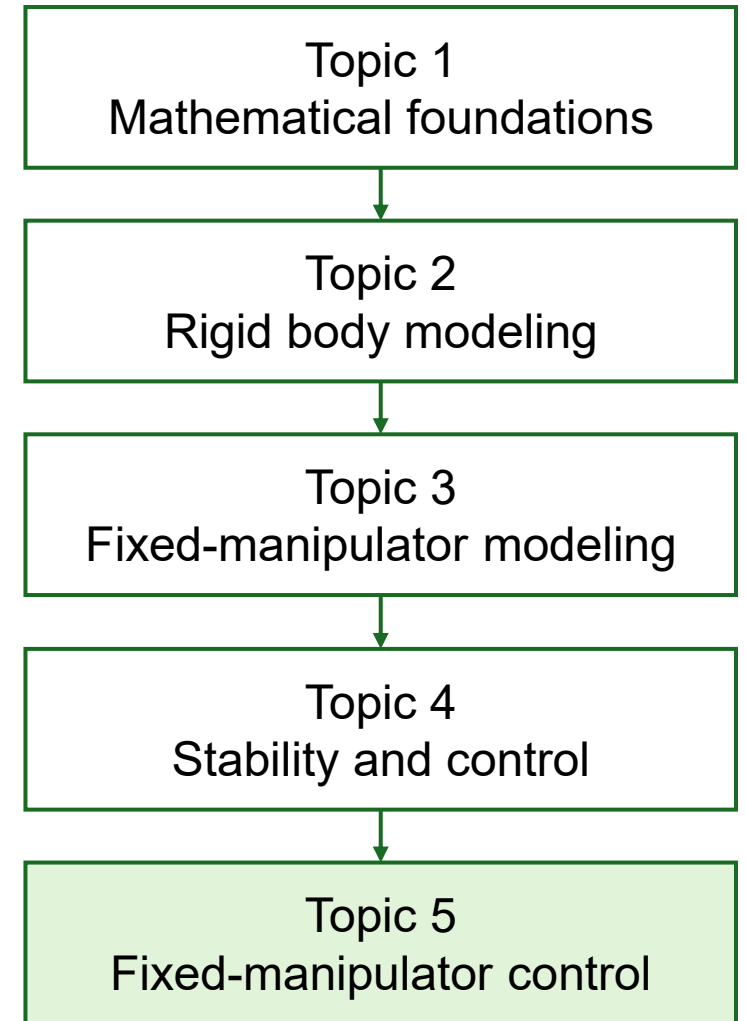 Topic 1
Mathematical foundations
Topic 2
Rigid body modeling
Topic 3
Fixed-manipulator modeling
Topic 4
Stability and control
Topic 5
Fixed-manipulator control